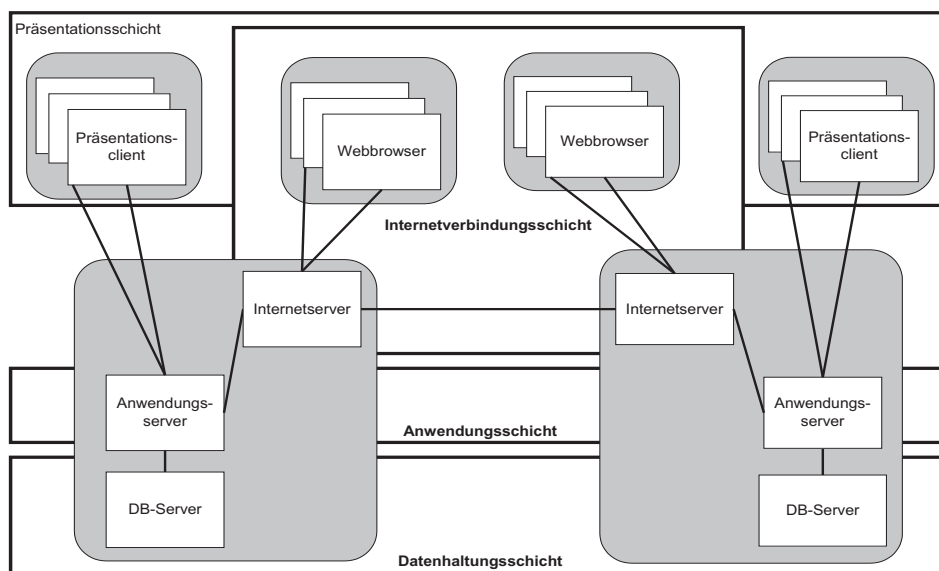 Präsentationsschicht
Präsentations-
client
Webbrowser
Webbrowser
Präsentations-
client
Internetverbindungsschicht
Internetserver
Internetserver
Anwendungs-
server
Anwendungs-
server
Anwendungsschicht
DB-Server
DB-Server
Datenhaltungsschicht